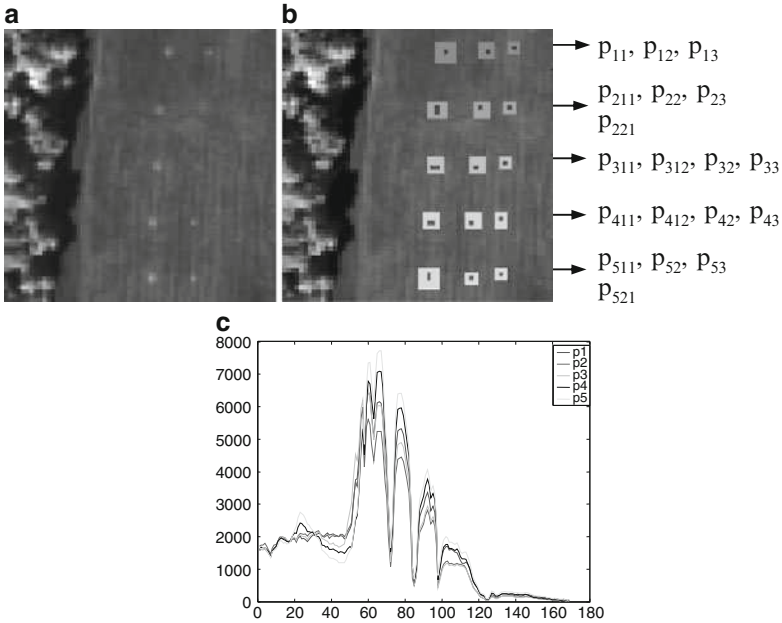 a
b
p11, p12, p13
p211, p22, p23
p221
p311, p312, p32, p33
p411, p412, p42, p43
p511, p52, p53
p521
c
8000
7000
6000
5000
4000
3000
2000
1000
0
p1
p2
p3
p4
p5
0 20 40 60 80 100 120 140 160 180